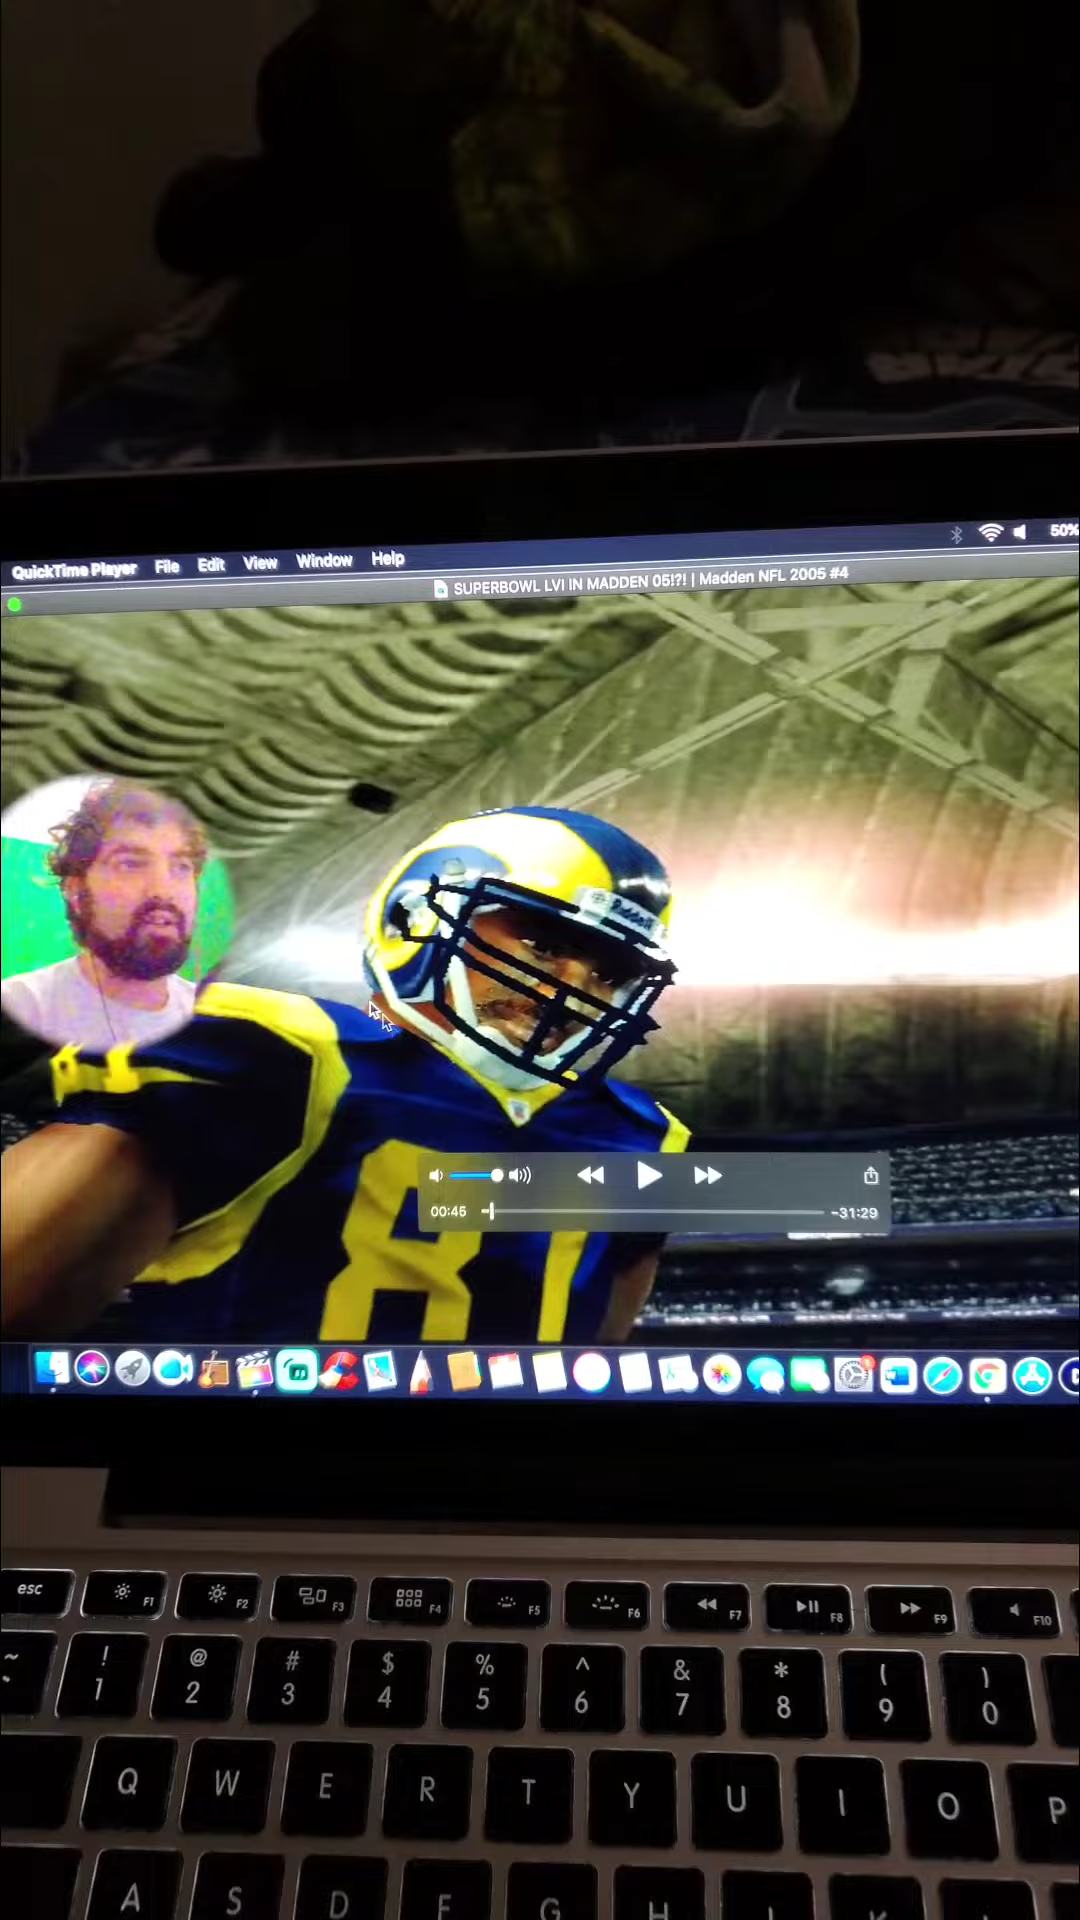 QuickTime Player File Edit View Window Help 50%
SUPERBOWL LVI IN MADDEN 05!?! | Madden NFL 2005 #4
Riddell
81
00:45 -31:29
esc F1 F2 F3 F4 F5 F6 F7 F8 F9 F10
~ ! @ # $ % ^ & * ( )
1 2 3 4 5 6 7 8 9 0
Q W E R T Y U I O P
A S D F G H